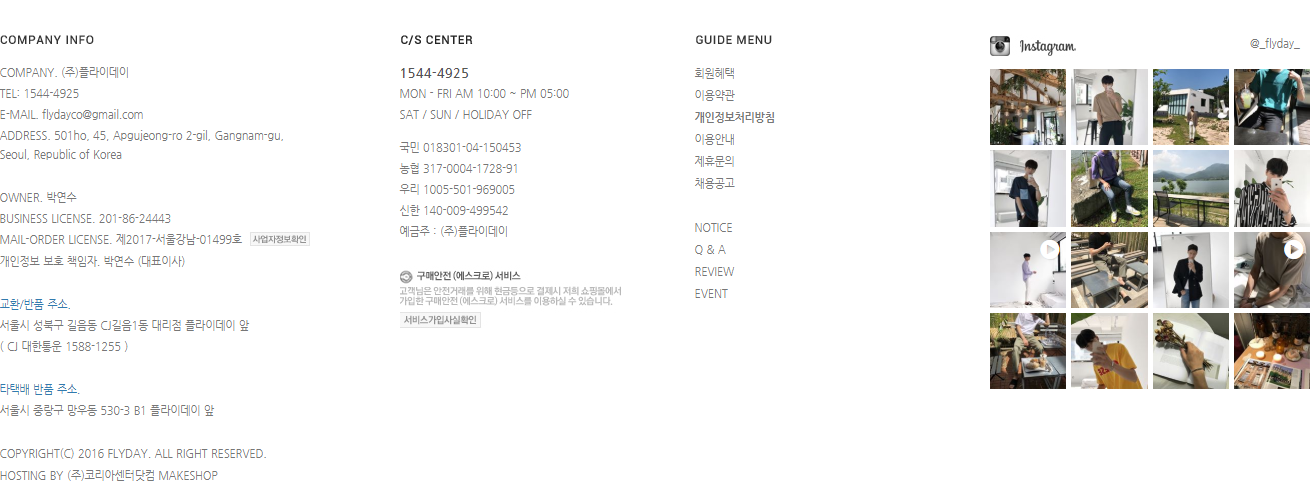 COMPANY INFO
COMPANY. (주)플라이데이
TEL: 1544-4925
E-MAIL. flydayco@gmail.com
ADDRESS. 501ho, 45, Apgujeong-ro 2-gil, Gangnam-gu,
Seoul, Republic of Korea
OWNER. 박연수
BUSINESS LICENSE. 201-86-24443
MAIL-ORDER LICENSE. 제2017-서울강남-01499호 사업자정보확인
개인정보 보호 책임자. 박연수 (대표이사)
교환/반품 주소.
서울시 성북구 길음동 CJ길음1동 대리점 플라이데이 앞
( CJ 대한통운 1588-1255 )
타택배 반품 주소.
서울시 중랑구 망우동 530-3 B1 플라이데이 앞
COPYRIGHT(C) 2016 FLYDAY. ALL RIGHT RESERVED.
HOSTING BY (주)코리아센터닷컴 MAKESHOP
C/S CENTER
1544-4925
MON - FRI AM 10:00 ~ PM 05:00
SAT / SUN / HOLIDAY OFF
국민 018301-04-150453
농협 317-0004-1728-91
우리 1005-501-969005
신한 140-009-499542
예금주 : (주)플라이데이
구매안전 (에스크로) 서비스
고객님은 안전거래를 위해 현금등으로 결제시 저희 쇼핑몰에서
가입한 구매안전 (에스크로) 서비스를 이용하실 수 있습니다.
서비스가입사실확인
GUIDE MENU
회원혜택
이용약관
개인정보처리방침
이용안내
제휴문의
채용공고
NOTICE
Q & A
REVIEW
EVENT
Instagram
@_flyday_